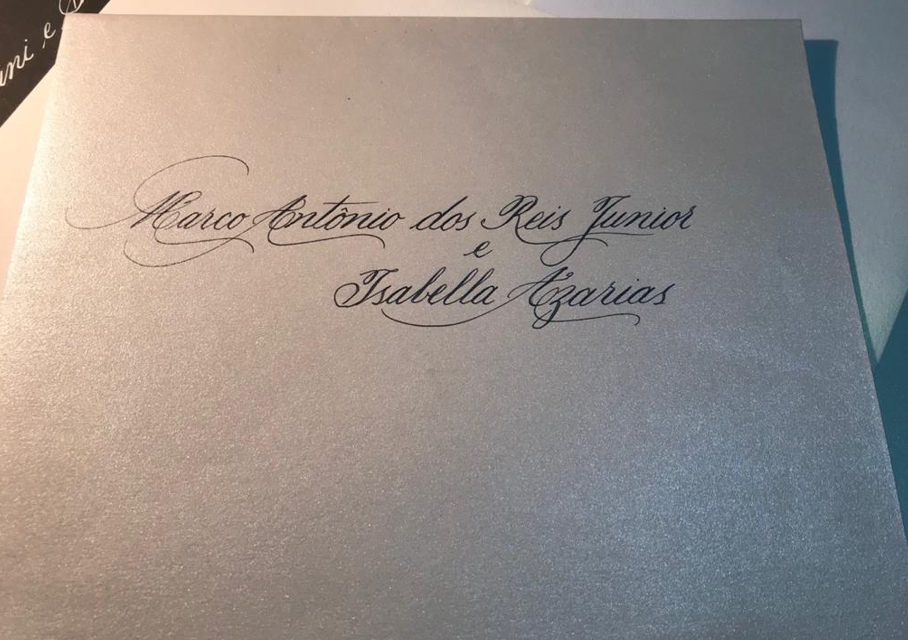 Marco Antônio dos Reis Junior
e
Isabella Azarias